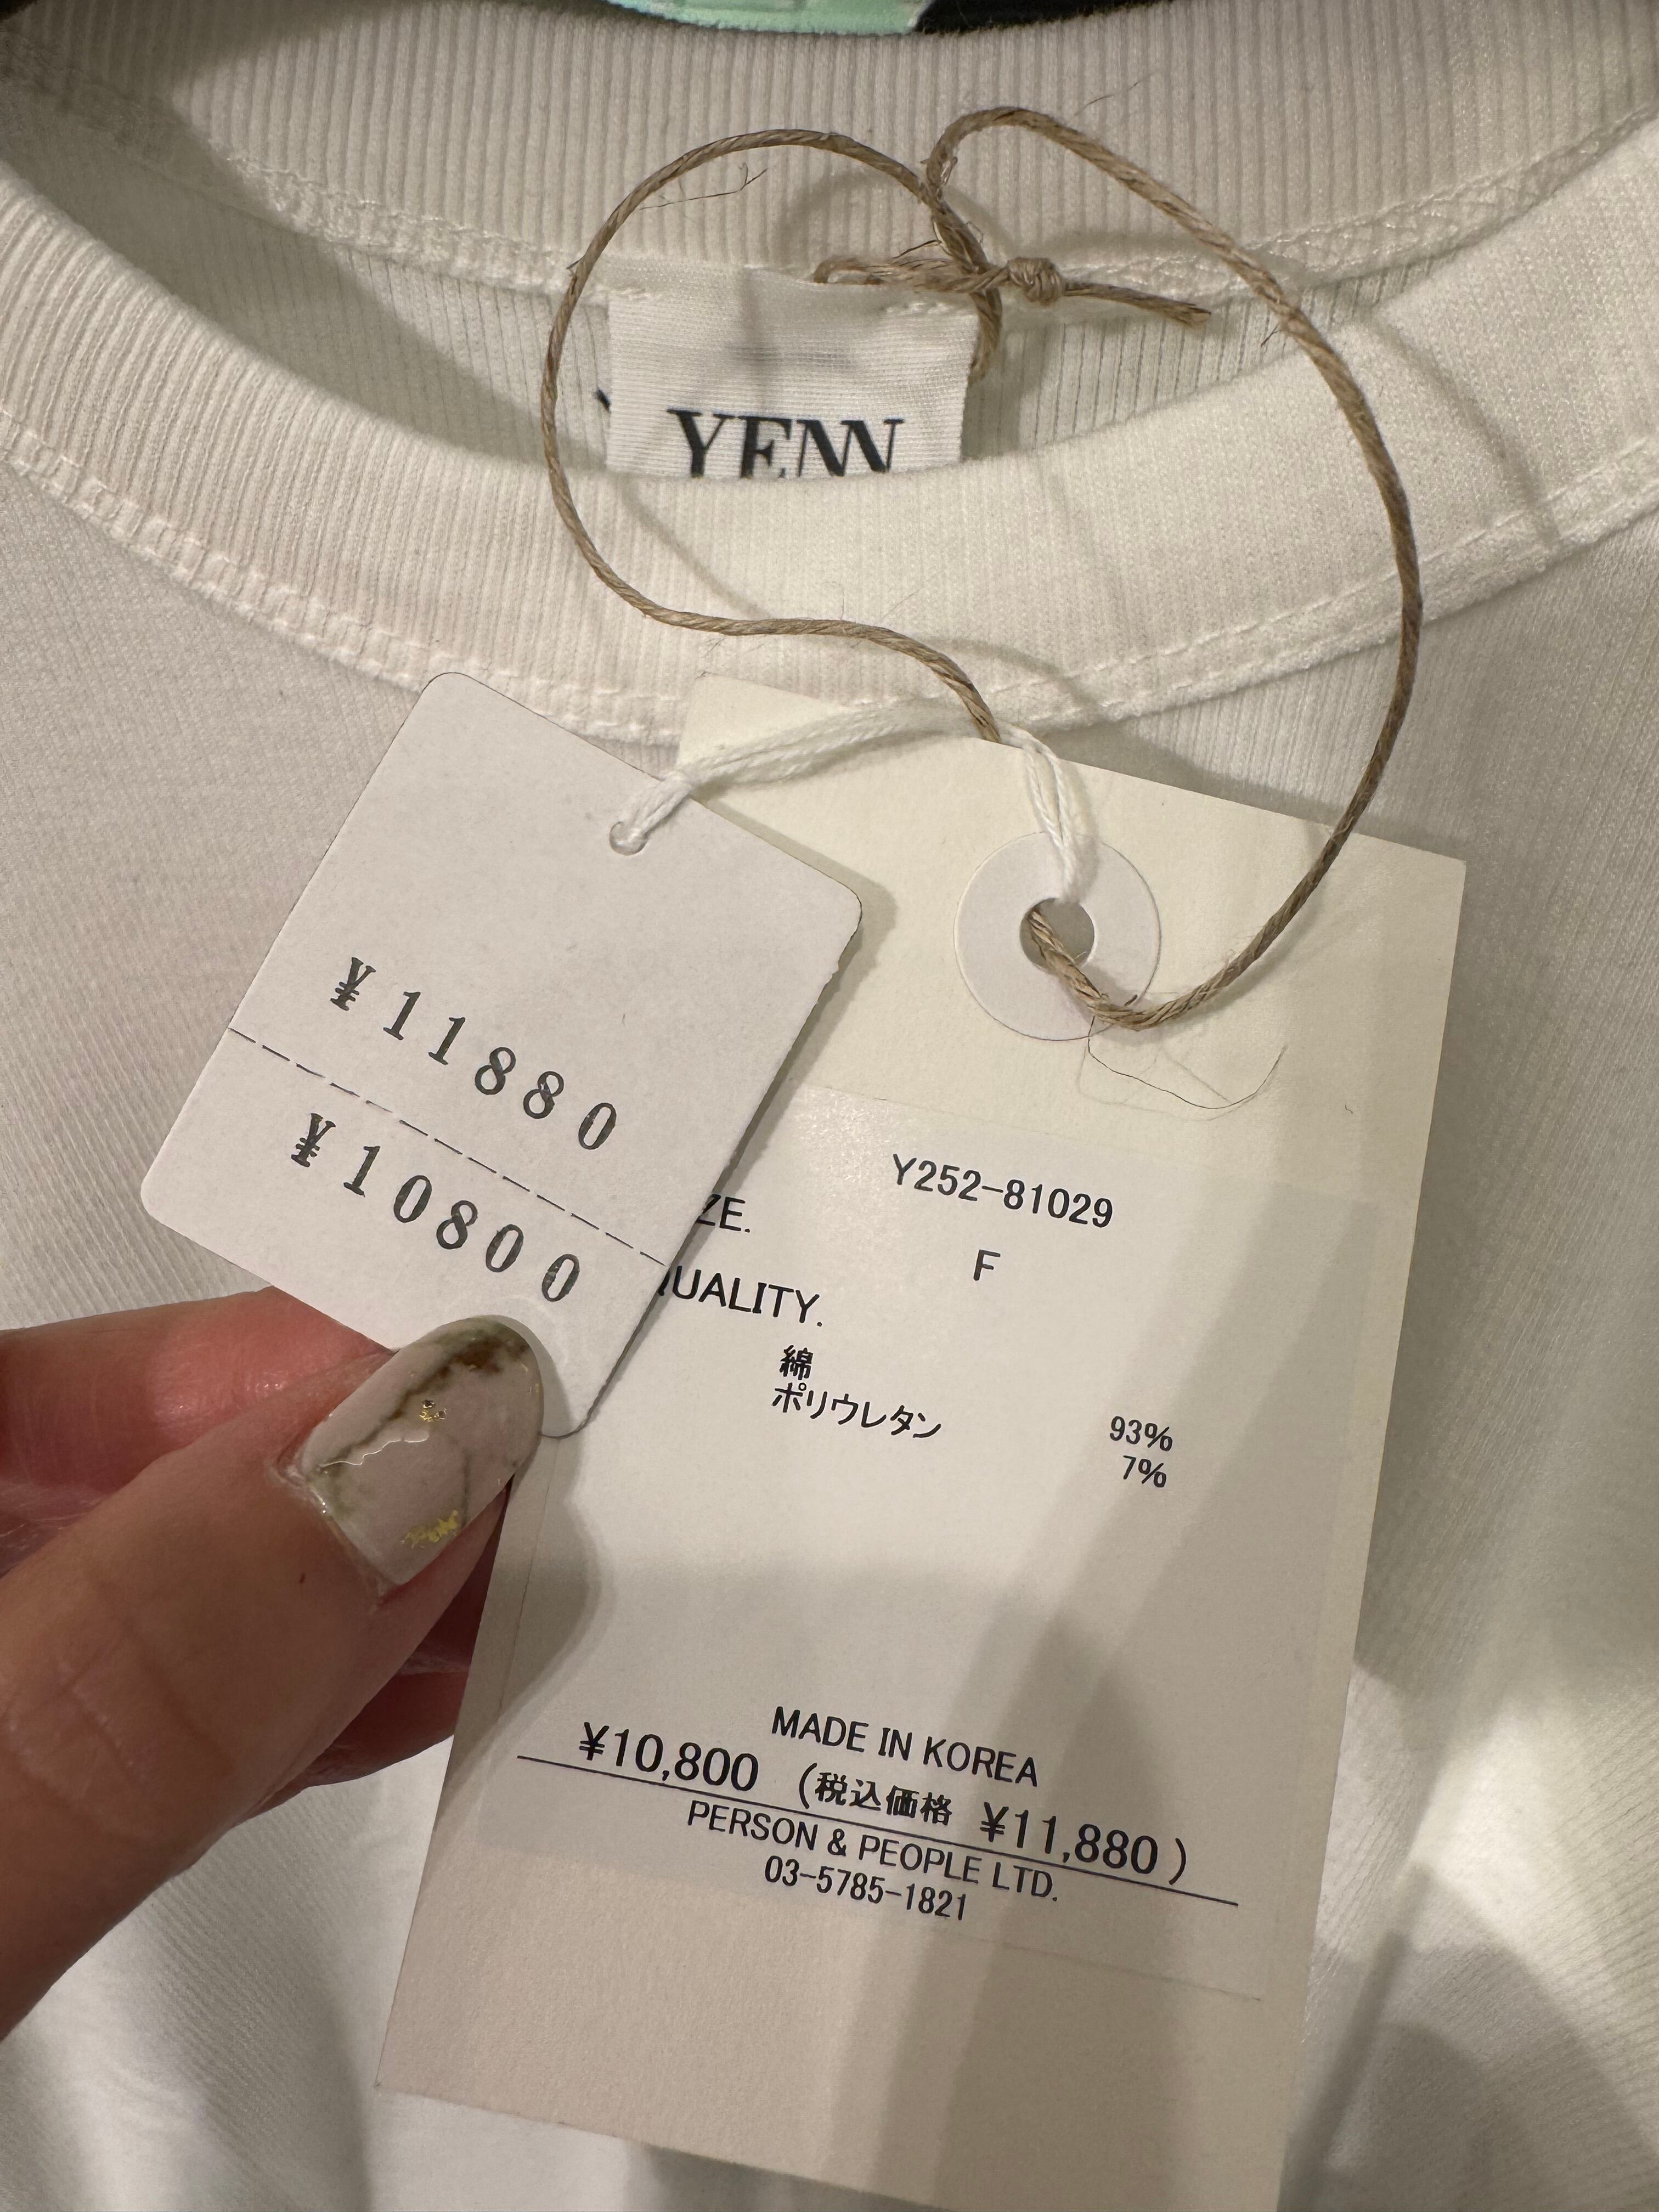 YENN
¥11880
¥10800
Y252-81029
ZE. F
UALITY.
綿 93%
ポリウレタン 7%
MADE IN KOREA
¥10,800 (税込価格 ¥11,880)
PERSON & PEOPLE LTD.
03-5785-1821